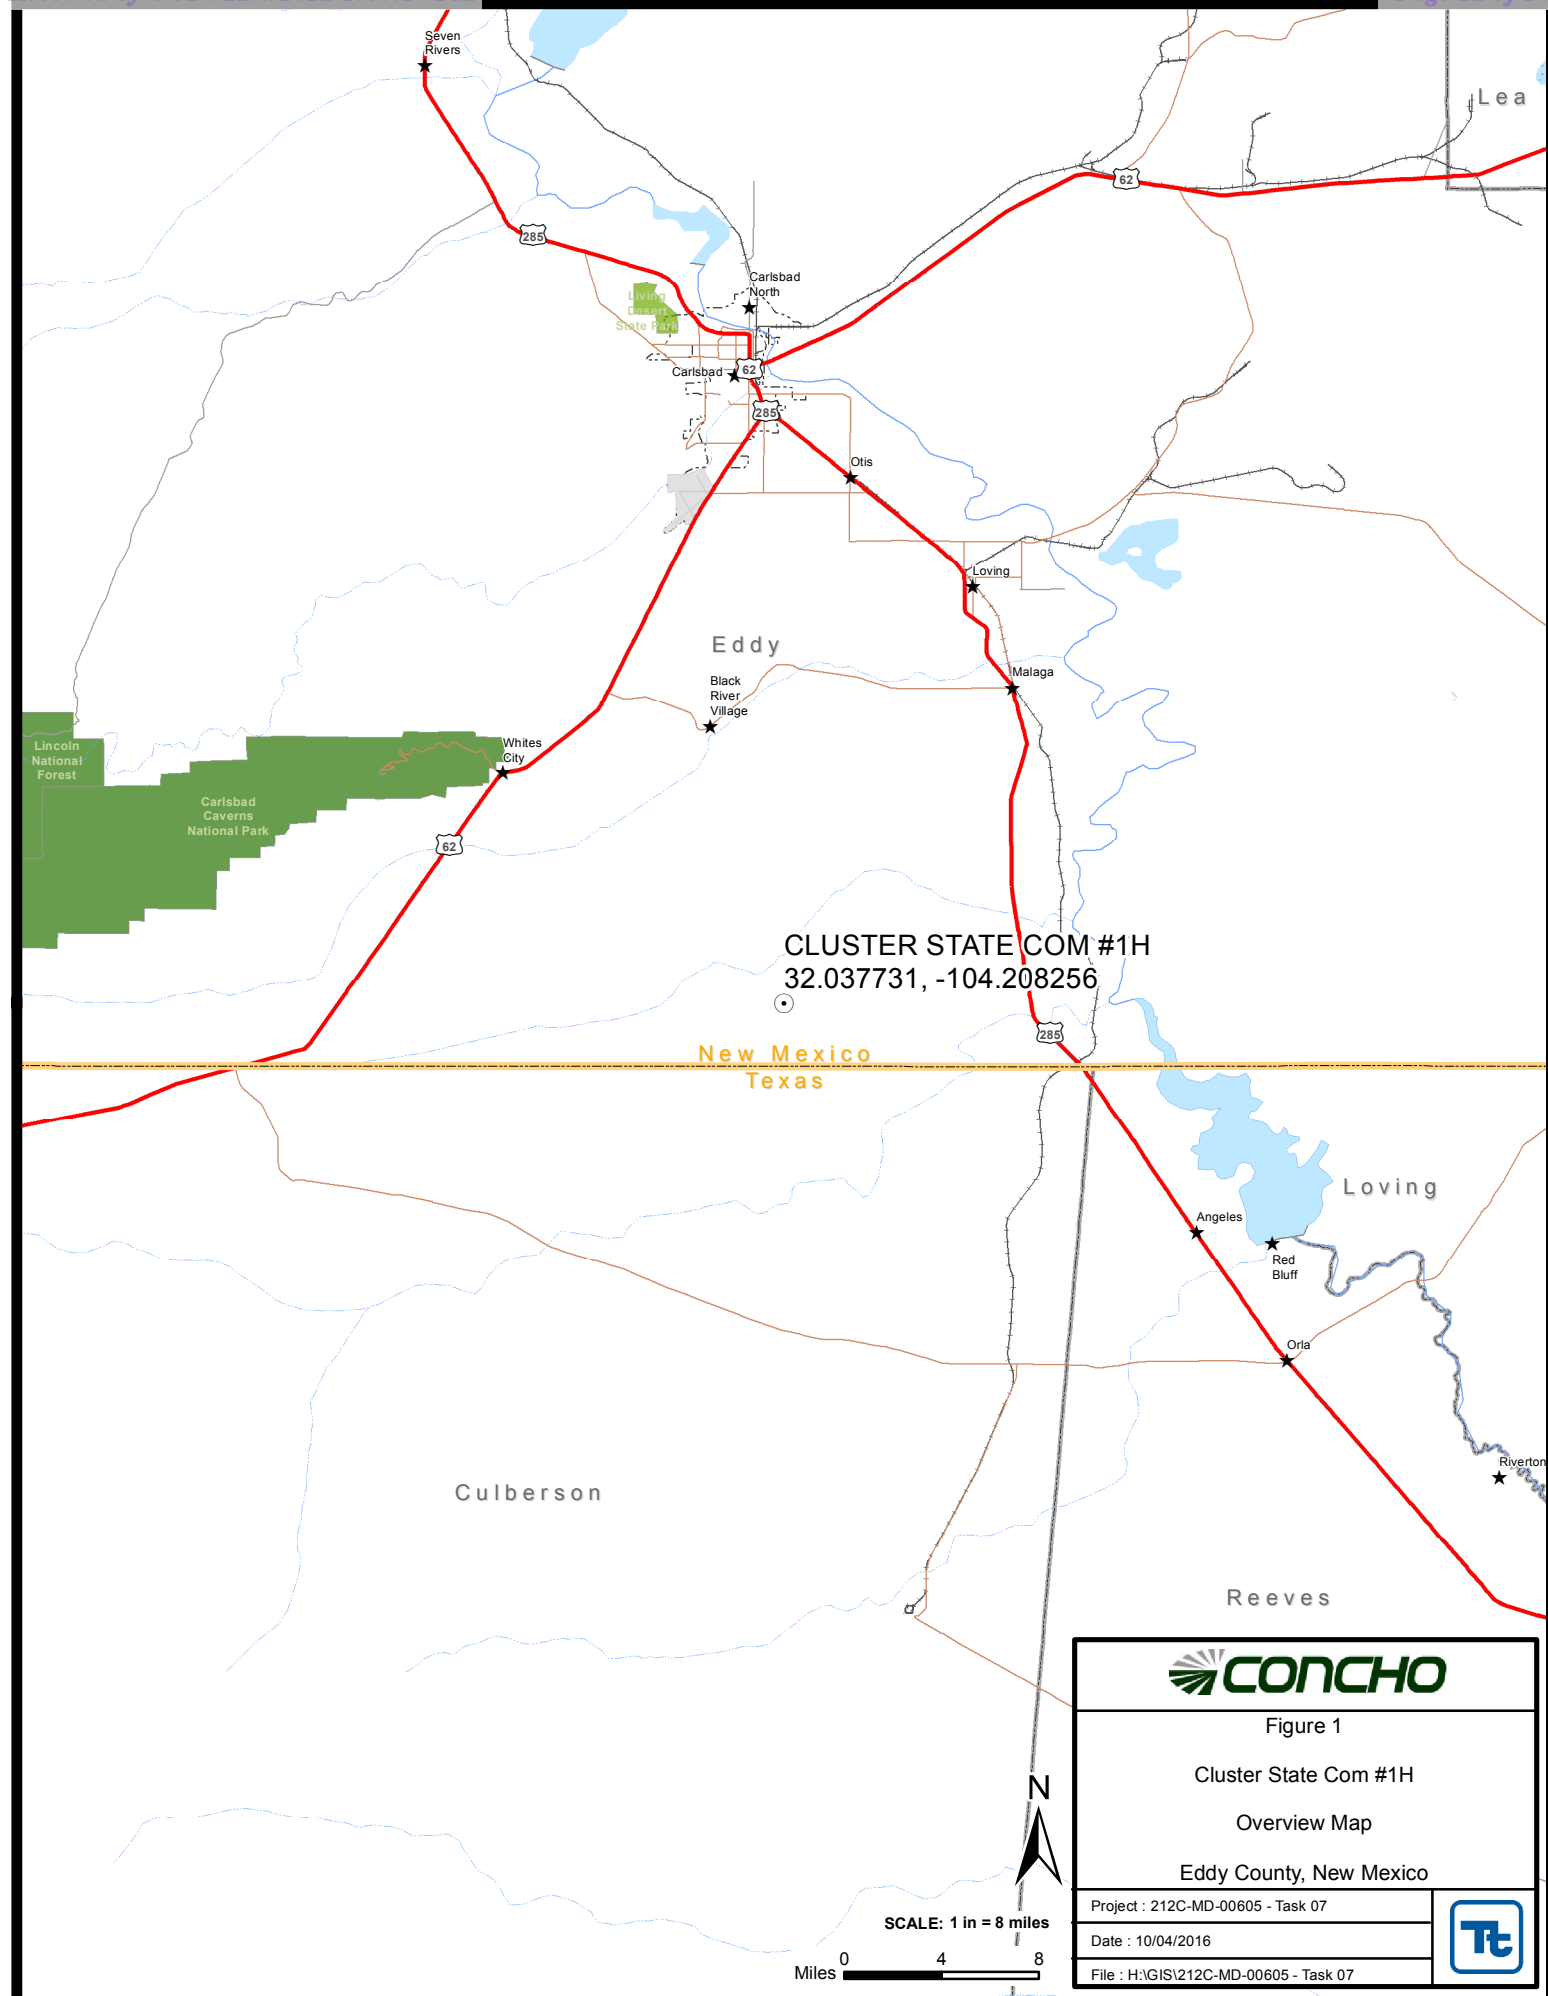 Seven
Rivers
Lea
62
285
Carlsbad
North
Living
Desert
State Park
Carlsbad
62
285
Otis
Loving
Eddy
Malaga
Black
River
Village
Whites
City
Lincoln
National
Forest
Carlsbad
Caverns
National Park
62
CLUSTER STATE COM #1H
32.037731, -104.208256
285
New Mexico
Texas
Loving
Angeles
Red
Bluff
Orla
Riverton
Culberson
Reeves
CONCHO
Figure 1
Cluster State Com #1H
Overview Map
Eddy County, New Mexico
Project : 212C-MD-00605 - Task 07
Date : 10/04/2016
File : H:\GIS\212C-MD-00605 - Task 07
Tt
N
SCALE: 1 in = 8 miles
0 4 8
Miles